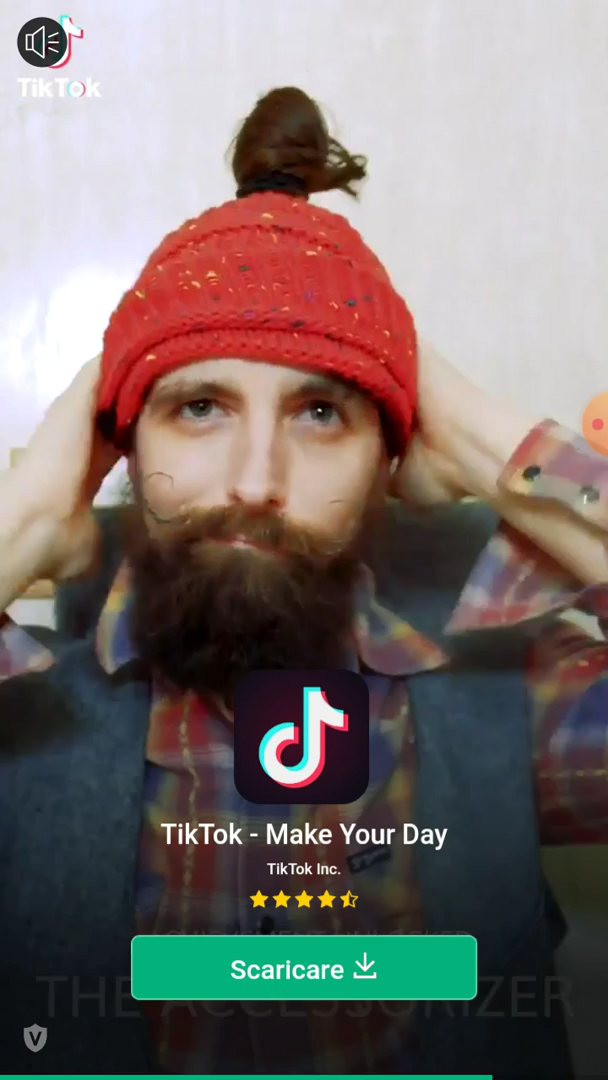 TikTok
TikTok - Make Your Day
TikTok Inc.
Scaricare
THE ACCESSORIZER
V